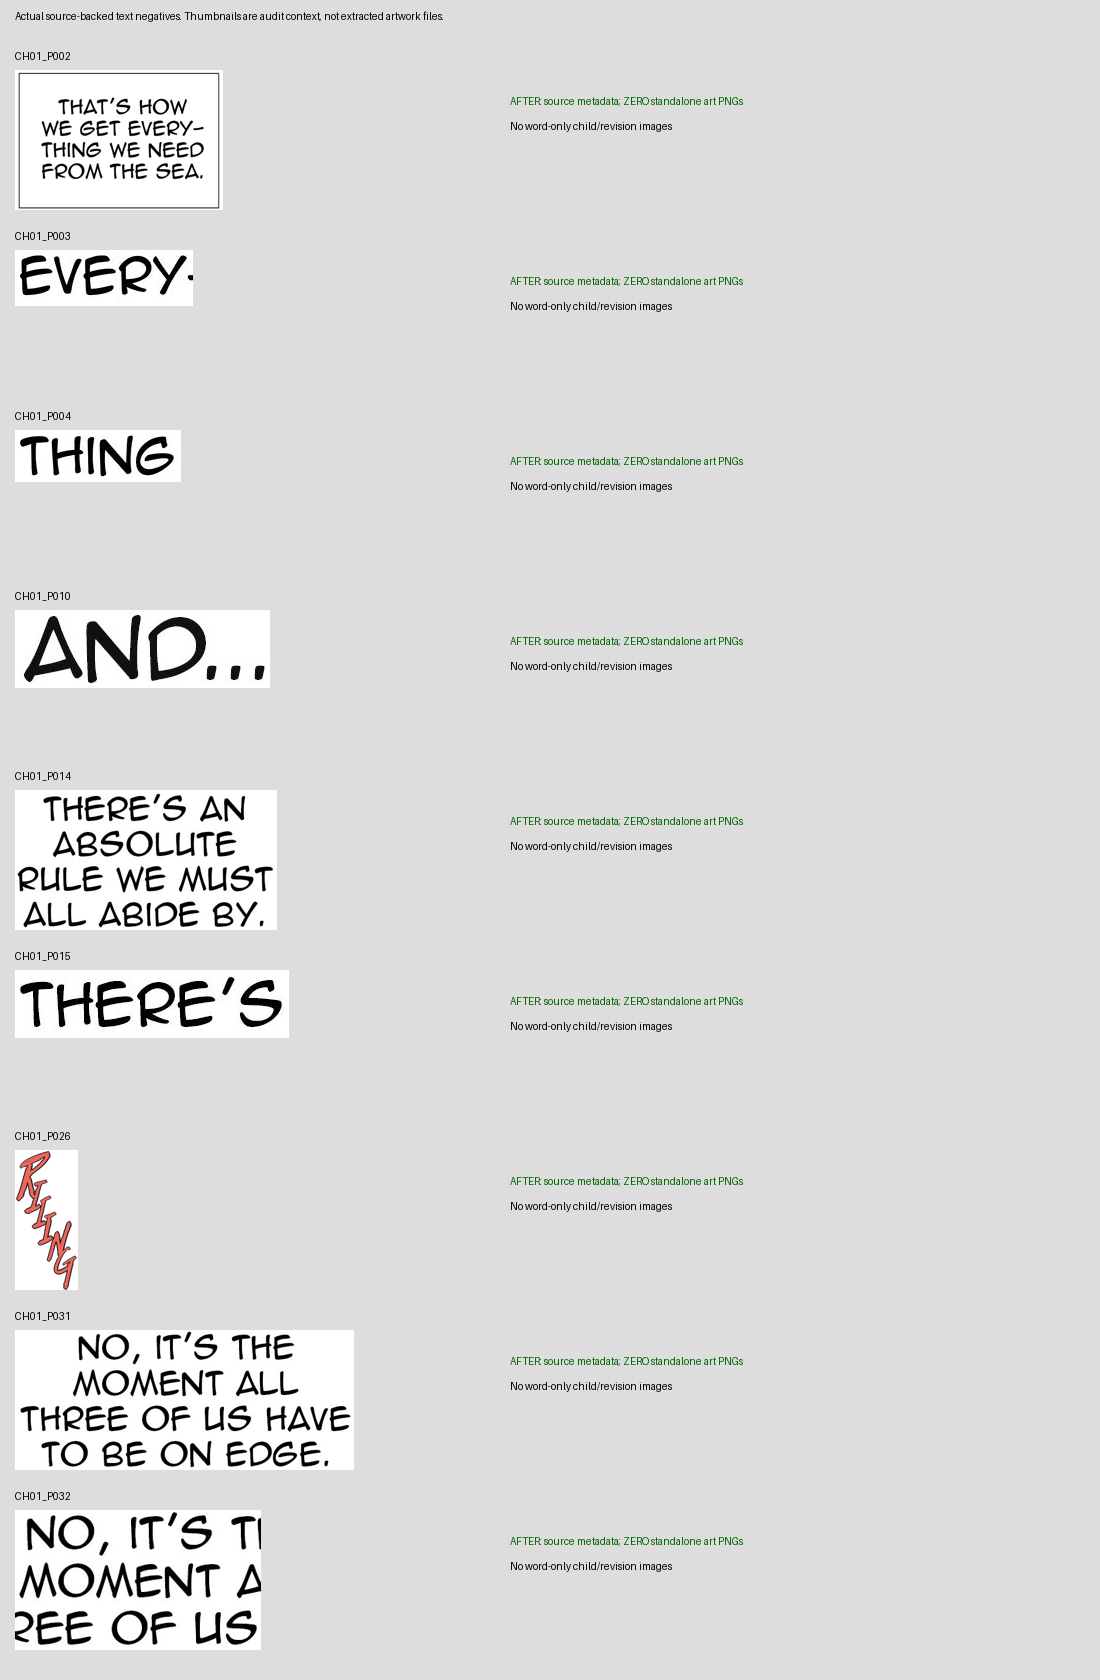 Actual source-backed text negatives. Thumbnails are audit context, not extracted artwork files.
CH01_P002
THAT'S HOW
WE GET EVERY-
THING WE NEED
FROM THE SEA.
AFTER: source metadata; ZERO standalone art PNGs
No word-only child/revision images
CH01_P003
EVERY-
AFTER: source metadata; ZERO standalone art PNGs
No word-only child/revision images
CH01_P004
THING
AFTER: source metadata; ZERO standalone art PNGs
No word-only child/revision images
CH01_P010
AND...
AFTER: source metadata; ZERO standalone art PNGs
No word-only child/revision images
CH01_P014
THERE'S AN
ABSOLUTE
RULE WE MUST
ALL ABIDE BY.
AFTER: source metadata; ZERO standalone art PNGs
No word-only child/revision images
CH01_P015
THERE'S
AFTER: source metadata; ZERO standalone art PNGs
No word-only child/revision images
CH01_P026
RIIING
AFTER: source metadata; ZERO standalone art PNGs
No word-only child/revision images
CH01_P031
NO, IT'S THE
MOMENT ALL
THREE OF US HAVE
TO BE ON EDGE.
AFTER: source metadata; ZERO standalone art PNGs
No word-only child/revision images
CH01_P032
NO, IT'S T
MOMENT A
REE OF US
AFTER: source metadata; ZERO standalone art PNGs
No word-only child/revision images